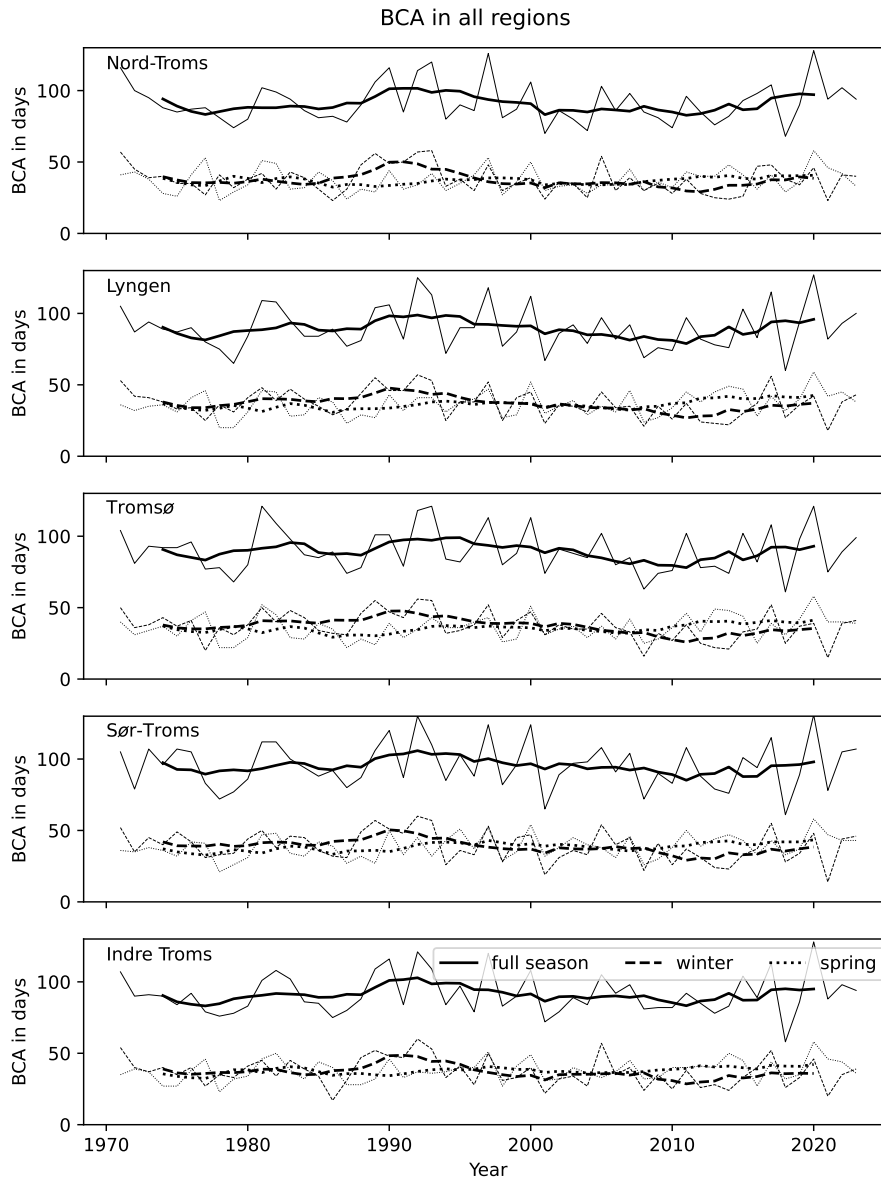 BCA in all regions
Nord-Troms
BCA in days
100
50
0
Lyngen
BCA in days
100
50
0
Tromsø
BCA in days
100
50
0
Sør-Troms
BCA in days
100
50
0
Indre Troms
full season winter spring
BCA in days
100
50
0
1970 1980 1990 2000 2010 2020
Year